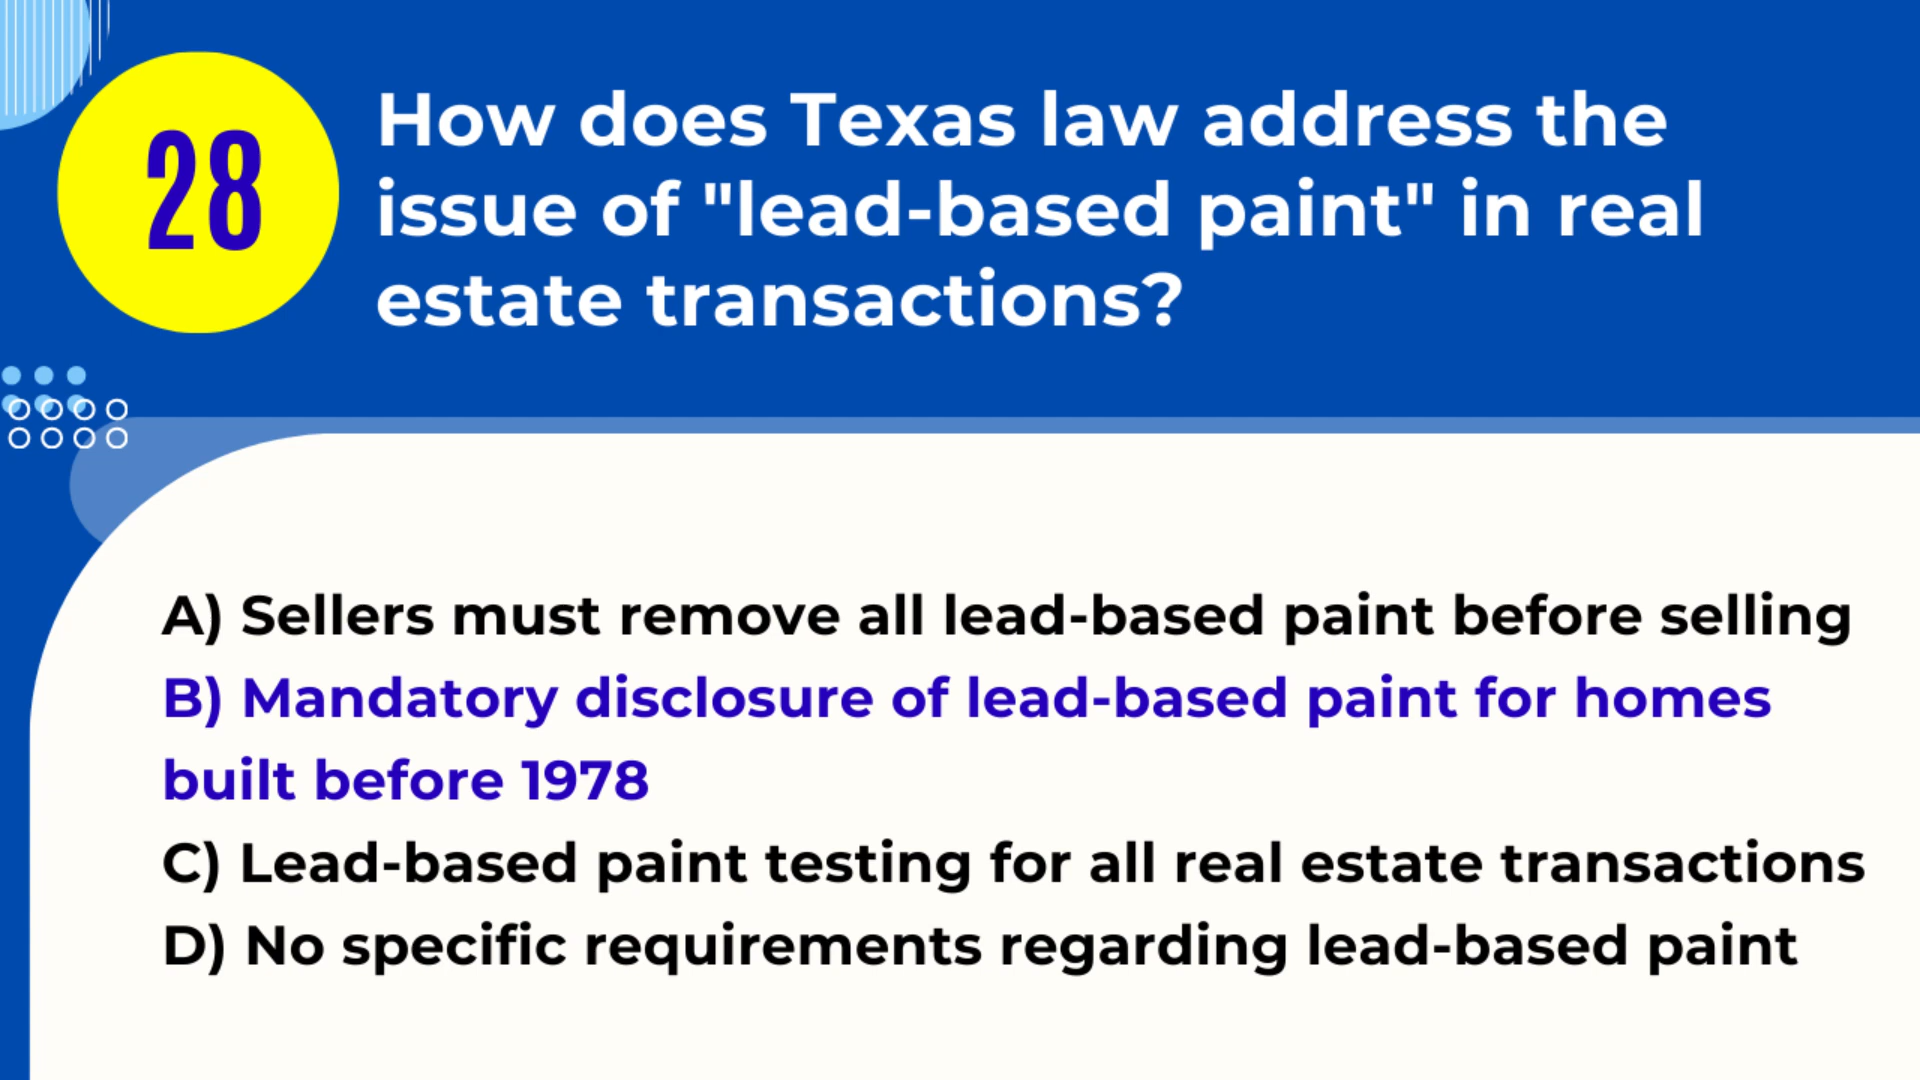 28
How does Texas law address the
issue of "lead-based paint" in real
estate transactions?
A) Sellers must remove all lead-based paint before selling
B) Mandatory disclosure of lead-based paint for homes
built before 1978
C) Lead-based paint testing for all real estate transactions
D) No specific requirements regarding lead-based paint